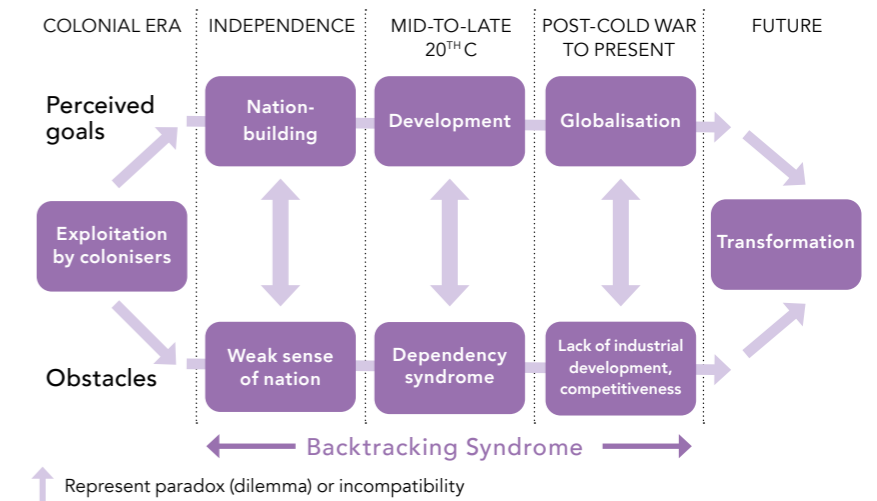 COLONIAL ERA
INDEPENDENCE
MID-TO-LATE
20TH C
POST-COLD WAR
TO PRESENT
FUTURE
Perceived
goals
Nation-
building
Development
Globalisation
Exploitation
by colonisers
Transformation
Obstacles
Weak sense
of nation
Dependency
syndrome
Lack of industrial
development,
competitiveness
Backtracking Syndrome
Represent paradox (dilemma) or incompatibility